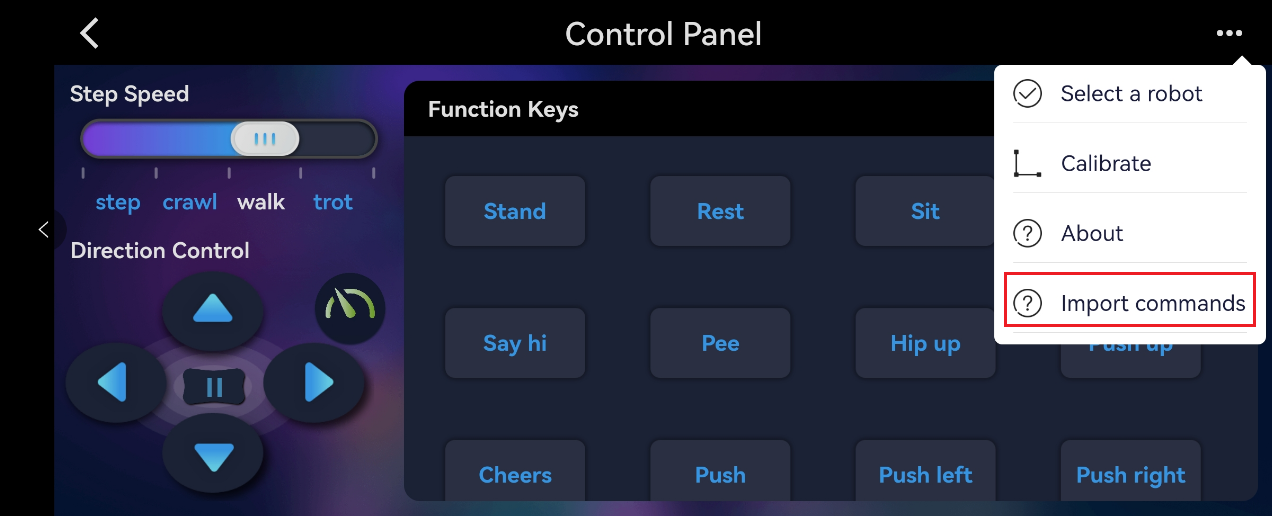 Control Panel
Step Speed
step crawl walk trot
Direction Control
Function Keys
Stand Rest Sit
Say hi Pee Hip up Push up
Cheers Push Push left Push right
Select a robot
Calibrate
About
Import commands